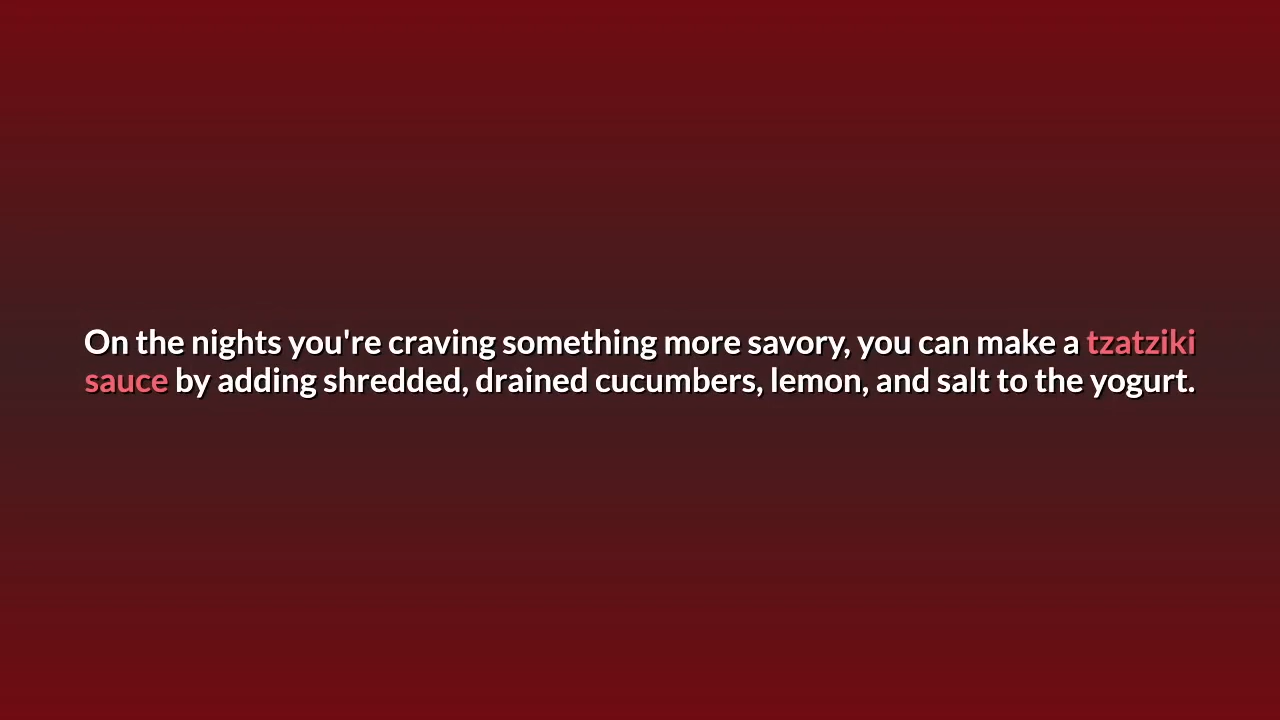 On the nights you're craving something more savory, you can make a tzatziki
sauce by adding shredded, drained cucumbers, lemon, and salt to the yogurt.